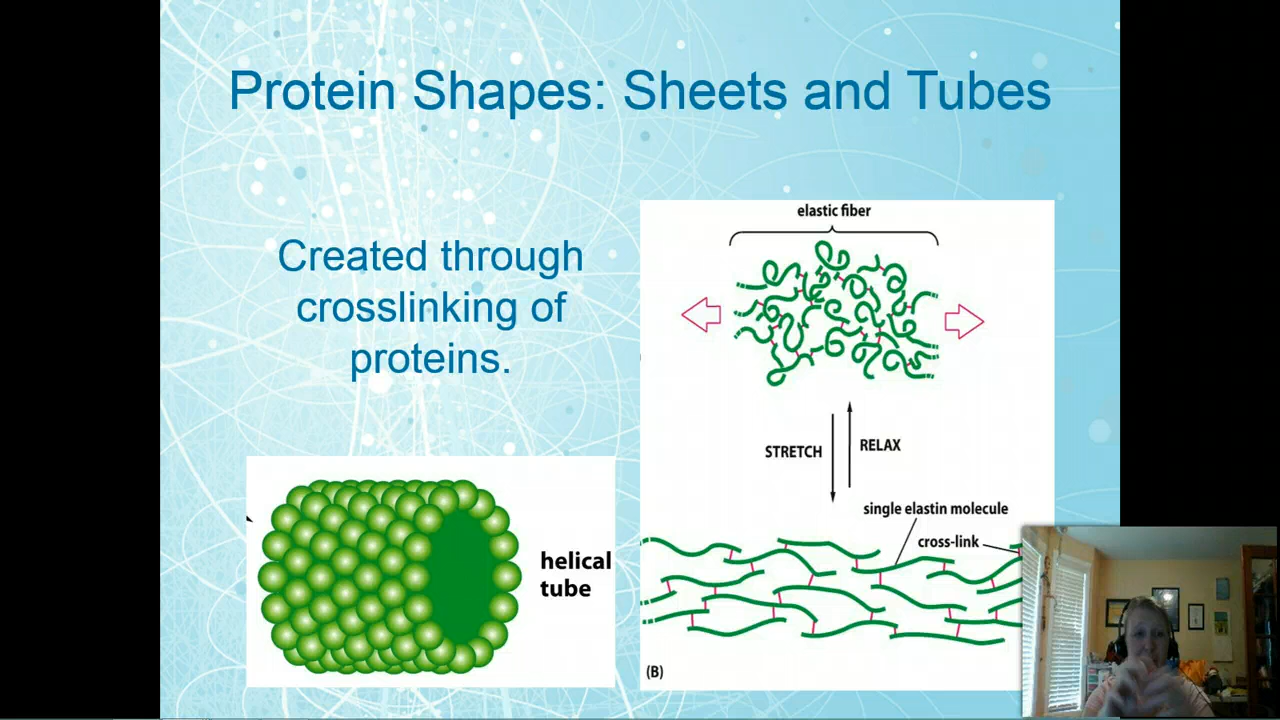 Protein Shapes: Sheets and Tubes
Created through
crosslinking of
proteins.
elastic fiber
STRETCH
RELAX
single elastin molecule
cross-link
(B)
helical
tube